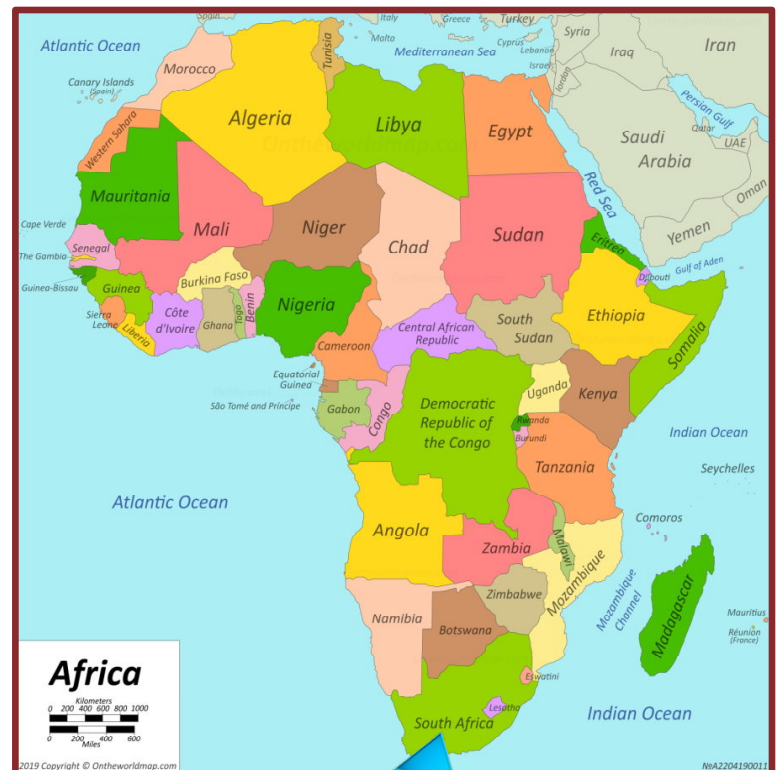 Spain
Italy
Greece
Turkey
Atlantic Ocean
Malta
Cyprus
Syria
Iran
Mediterranean Sea
Lebanon
Iraq
Tunisia
Israel
Jordan
Morocco
Canary Islands
(Spain)
Algeria
Libya
Egypt
Persian Gulf
Qatar
UAE
Ontheworldmap.com
Saudi
Arabia
Western Sahara
Red Sea
Oman
Mauritania
Mali
Niger
Chad
Sudan
Yemen
Cape Verde
Eritrea
Senegal
The Gambia
Gulf of Aden
Djibouti
Burkina Faso
Guinea-Bissau
Guinea
Nigeria
Benin
Togo
Ghana
Côte
d'Ivoire
Sierra
Leone
Liberia
Central African
Republic
South
Sudan
Ethiopia
Somalia
Cameroon
Equatorial
Guinea
Uganda
Kenya
São Tomé and Príncipe
Gabon
Congo
Democratic
Republic of
the Congo
Rwanda
Burundi
Indian Ocean
Tanzania
Seychelles
Atlantic Ocean
Angola
Comoros
Zambia
Malawi
Mozambique
Mozambique
Channel
Madagascar
Zimbabwe
Namibia
Botswana
Mauritius
Réunion
(France)
Africa
Kilometers
0 200 400 600 800 1000
0 200 400 600
Miles
Eswatini
Lesotho
South Africa
Indian Ocean
2019 Copyright © Ontheworldmap.com
№A2204190011